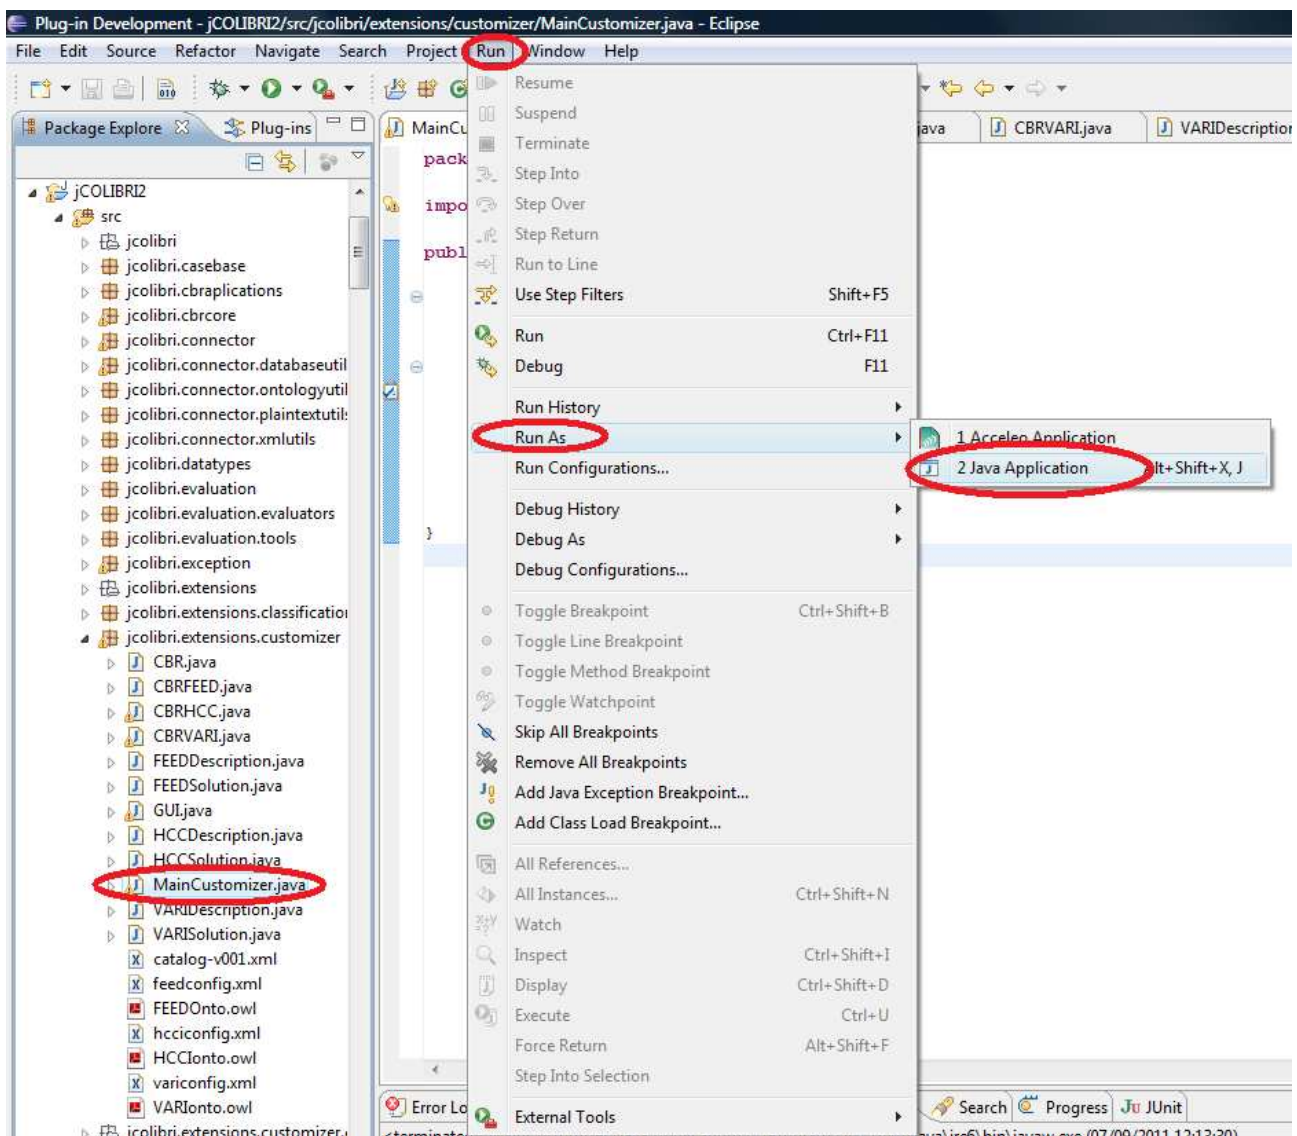 Plug-in Development - jCOLIBRI2/src/jcolibri/extensions/customizer/MainCustomizer.java - Eclipse
File Edit Source Refactor Navigate Search Project Run Window Help
Package Explore Plug-ins
jCOLIBRI2
src
jcolibri
jcolibri.casebase
jcolibri.cbraplications
jcolibri.cbrcore
jcolibri.connector
jcolibri.connector.databaseutil
jcolibri.connector.ontologyutil
jcolibri.connector.plaintextutil
jcolibri.connector.xmlutils
jcolibri.datatypes
jcolibri.evaluation
jcolibri.evaluation.evaluators
jcolibri.evaluation.tools
jcolibri.exception
jcolibri.extensions
jcolibri.extensions.classification
jcolibri.extensions.customizer
CBR.java
CBRFEED.java
CBRHCC.java
CBRVARI.java
FEEDDescription.java
FEEDSolution.java
GUI.java
HCCDescription.java
HCCSolution.java
MainCustomizer.java
VARIDescription.java
VARISolution.java
catalog-v001.xml
feedconfig.xml
FEEDOnto.owl
hcciconfig.xml
HCCIonto.owl
variconfig.xml
VARIonto.owl
jcolibri.extensions.customizer.
MainCu
java CBRVARI.java VARIDescription
pack
impo
publ
}
Resume
Suspend
Terminate
Step Into
Step Over
Step Return
Run to Line
Use Step Filters Shift+F5
Run Ctrl+F11
Debug F11
Run History
Run As
Run Configurations...
Debug History
Debug As
Debug Configurations...
Toggle Breakpoint Ctrl+Shift+B
Toggle Line Breakpoint
Toggle Method Breakpoint
Toggle Watchpoint
Skip All Breakpoints
Remove All Breakpoints
Add Java Exception Breakpoint...
Add Class Load Breakpoint...
All References...
All Instances... Ctrl+Shift+N
Watch
Inspect Ctrl+Shift+I
Display Ctrl+Shift+D
Execute Ctrl+U
Force Return Alt+Shift+F
Step Into Selection
External Tools
1 Acceleo Application
2 Java Application Alt+Shift+X, J
Error Lo
Search Progress JUnit